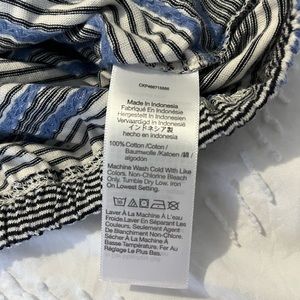 Made in Indonesia
Fabriqué En Indonésie
Hergestellt In Indonesien
Vervaardigd in Indonesië
インドネシア製
hecho en indonesia
100% Cotton /Coton /
Baumwolle /Katoen / 綿 /
algodón
Machine Wash Cold With Like
Colors, Non-Chlorine Bleach
Only, Tumble Dry Low, Iron
On Lowest Setting.
Laver À La Machine À L'eau
Froide.Laver En Séparant Les
Couleurs, Seulement Agent
De Blanchiment Non-Chlore.
Sécher À La Machine. Fer Au
Réglage Le Plus Bas.